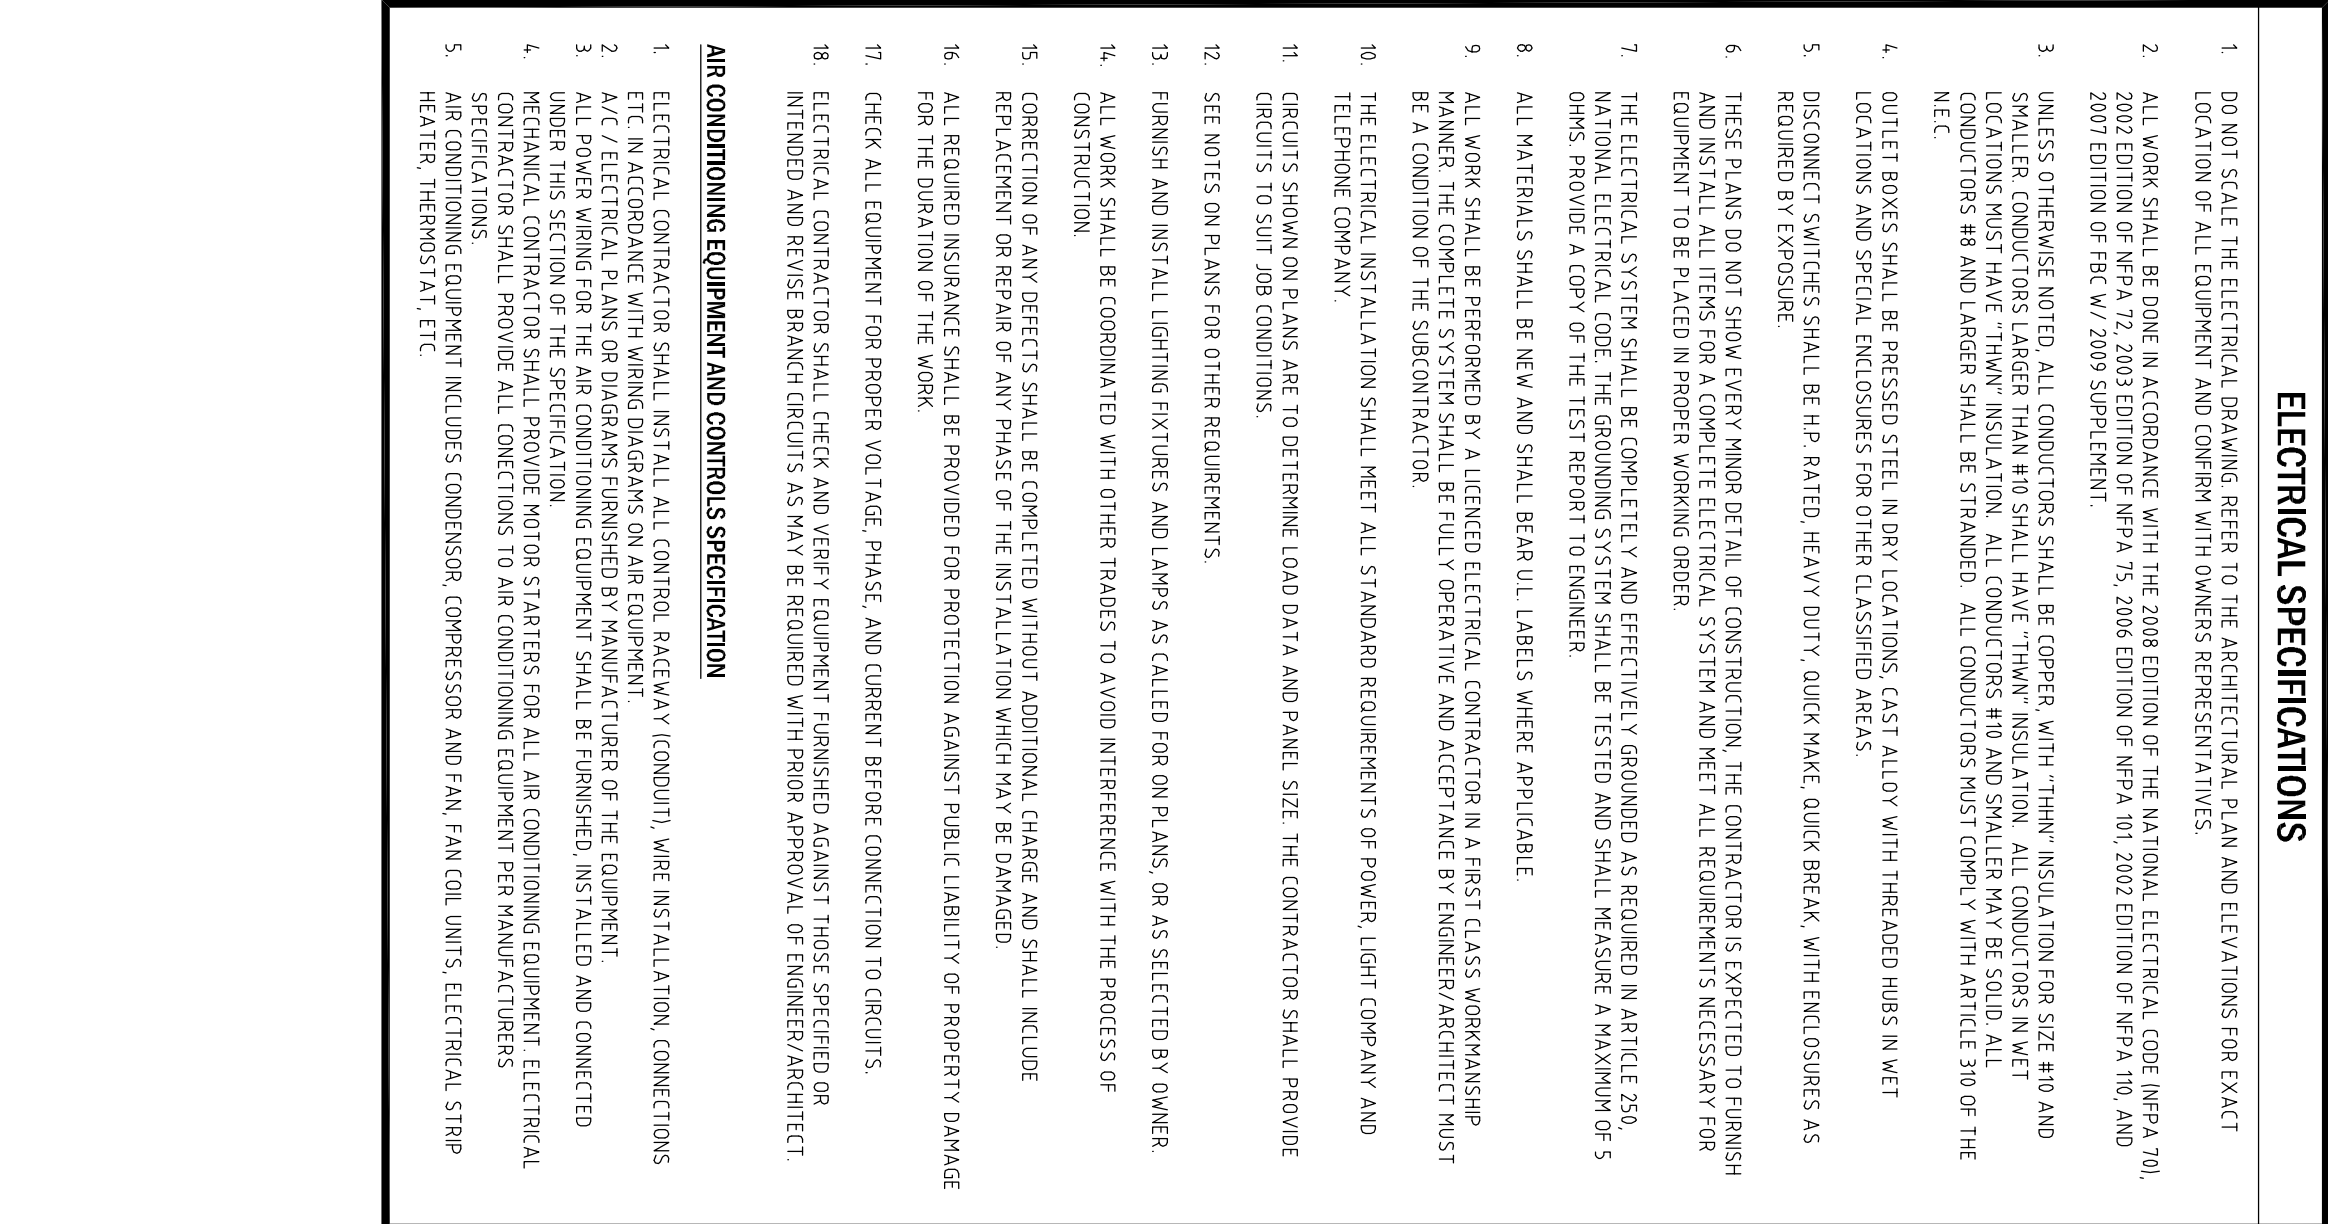 ELECTRICAL SPECIFICATIONS
1. DO NOT SCALE THE ELECTRICAL DRAWING. REFER TO THE ARCHITECTURAL PLAN AND ELEVATIONS FOR EXACT
LOCATION OF ALL EQUIPMENT AND CONFIRM WITH OWNERS REPRESENTATIVES.
2. ALL WORK SHALL BE DONE IN ACCORDANCE WITH THE 2008 EDITION OF THE NATIONAL ELECTRICAL CODE (NFPA 70),
2002 EDITION OF NFPA 72, 2003 EDITION OF NFPA 75, 2006 EDITION OF NFPA 101, 2002 EDITION OF NFPA 110, AND
2007 EDITION OF FBC W/ 2009 SUPPLEMENT.
3. UNLESS OTHERWISE NOTED, ALL CONDUCTORS SHALL BE COPPER, WITH "THHN" INSULATION FOR SIZE #10 AND
SMALLER. CONDUCTORS LARGER THAN #10 SHALL HAVE "THWN" INSULATION. ALL CONDUCTORS IN WET
LOCATIONS MUST HAVE "THWN" INSULATION. ALL CONDUCTORS #10 AND SMALLER MAY BE SOLID. ALL
CONDUCTORS #8 AND LARGER SHALL BE STRANDED. ALL CONDUCTORS MUST COMPLY WITH ARTICLE 310 OF THE
N.E.C.
4. OUTLET BOXES SHALL BE PRESSED STEEL IN DRY LOCATIONS, CAST ALLOY WITH THREADED HUBS IN WET
LOCATIONS AND SPECIAL ENCLOSURES FOR OTHER CLASSIFIED AREAS.
5. DISCONNECT SWITCHES SHALL BE H.P. RATED, HEAVY DUTY, QUICK MAKE, QUICK BREAK, WITH ENCLOSURES AS
REQUIRED BY EXPOSURE.
6. THESE PLANS DO NOT SHOW EVERY MINOR DETAIL OF CONSTRUCTION, THE CONTRACTOR IS EXPECTED TO FURNISH
AND INSTALL ALL ITEMS FOR A COMPLETE ELECTRICAL SYSTEM AND MEET ALL REQUIREMENTS NECESSARY FOR
EQUIPMENT TO BE PLACED IN PROPER WORKING ORDER.
7. THE ELECTRICAL SYSTEM SHALL BE COMPLETELY AND EFFECTIVELY GROUNDED AS REQUIRED IN ARTICLE 250,
NATIONAL ELECTRICAL CODE. THE GROUNDING SYSTEM SHALL BE TESTED AND SHALL MEASURE A MAXIMUM OF 5
OHMS. PROVIDE A COPY OF THE TEST REPORT TO ENGINEER.
8. ALL MATERIALS SHALL BE NEW AND SHALL BEAR U.L. LABELS WHERE APPLICABLE.
9. ALL WORK SHALL BE PERFORMED BY A LICENCED ELECTRICAL CONTRACTOR IN A FIRST CLASS WORKMANSHIP
MANNER. THE COMPLETE SYSTEM SHALL BE FULLY OPERATIVE AND ACCEPTANCE BY ENGINEER/ARCHITECT MUST
BE A CONDITION OF THE SUBCONTRACTOR.
10. THE ELECTRICAL INSTALLATION SHALL MEET ALL STANDARD REQUIREMENTS OF POWER, LIGHT COMPANY AND
TELEPHONE COMPANY.
11. CIRCUITS SHOWN ON PLANS ARE TO DETERMINE LOAD DATA AND PANEL SIZE. THE CONTRACTOR SHALL PROVIDE
CIRCUITS TO SUIT JOB CONDITIONS.
12. SEE NOTES ON PLANS FOR OTHER REQUIREMENTS.
13. FURNISH AND INSTALL LIGHTING FIXTURES AND LAMPS AS CALLED FOR ON PLANS, OR AS SELECTED BY OWNER.
14. ALL WORK SHALL BE COORDINATED WITH OTHER TRADES TO AVOID INTERFERENCE WITH THE PROCESS OF
CONSTRUCTION.
15. CORRECTION OF ANY DEFECTS SHALL BE COMPLETED WITHOUT ADDITIONAL CHARGE AND SHALL INCLUDE
REPLACEMENT OR REPAIR OF ANY PHASE OF THE INSTALLATION WHICH MAY BE DAMAGED.
16. ALL REQUIRED INSURANCE SHALL BE PROVIDED FOR PROTECTION AGAINST PUBLIC LIABILITY OF PROPERTY DAMAGE
FOR THE DURATION OF THE WORK.
17. CHECK ALL EQUIPMENT FOR PROPER VOLTAGE, PHASE, AND CURRENT BEFORE CONNECTION TO CIRCUITS.
18. ELECTRICAL CONTRACTOR SHALL CHECK AND VERIFY EQUIPMENT FURNISHED AGAINST THOSE SPECIFIED OR
INTENDED AND REVISE BRANCH CIRCUITS AS MAY BE REQUIRED WITH PRIOR APPROVAL OF ENGINEER/ARCHITECT.
AIR CONDITIONING EQUIPMENT AND CONTROLS SPECIFICATION
1. ELECTRICAL CONTRACTOR SHALL INSTALL ALL CONTROL RACEWAY (CONDUIT), WIRE INSTALLATION, CONNECTIONS
ETC. IN ACCORDANCE WITH WIRING DIAGRAMS ON AIR EQUIPMENT.
2. A/C / ELECTRICAL PLANS OR DIAGRAMS FURNISHED BY MANUFACTURER OF THE EQUIPMENT.
3. ALL POWER WIRING FOR THE AIR CONDITIONING EQUIPMENT SHALL BE FURNISHED, INSTALLED AND CONNECTED
UNDER THIS SECTION OF THE SPECIFICATION.
4. MECHANICAL CONTRACTOR SHALL PROVIDE MOTOR STARTERS FOR ALL AIR CONDITIONING EQUIPMENT. ELECTRICAL
CONTRACTOR SHALL PROVIDE ALL CONECTIONS TO AIR CONDITIONING EQUIPMENT PER MANUFACTURERS
SPECIFICATIONS.
5. AIR CONDITIONING EQUIPMENT INCLUDES CONDENSOR, COMPRESSOR AND FAN, FAN COIL UNITS, ELECTRICAL STRIP
HEATER, THERMOSTAT, ETC.